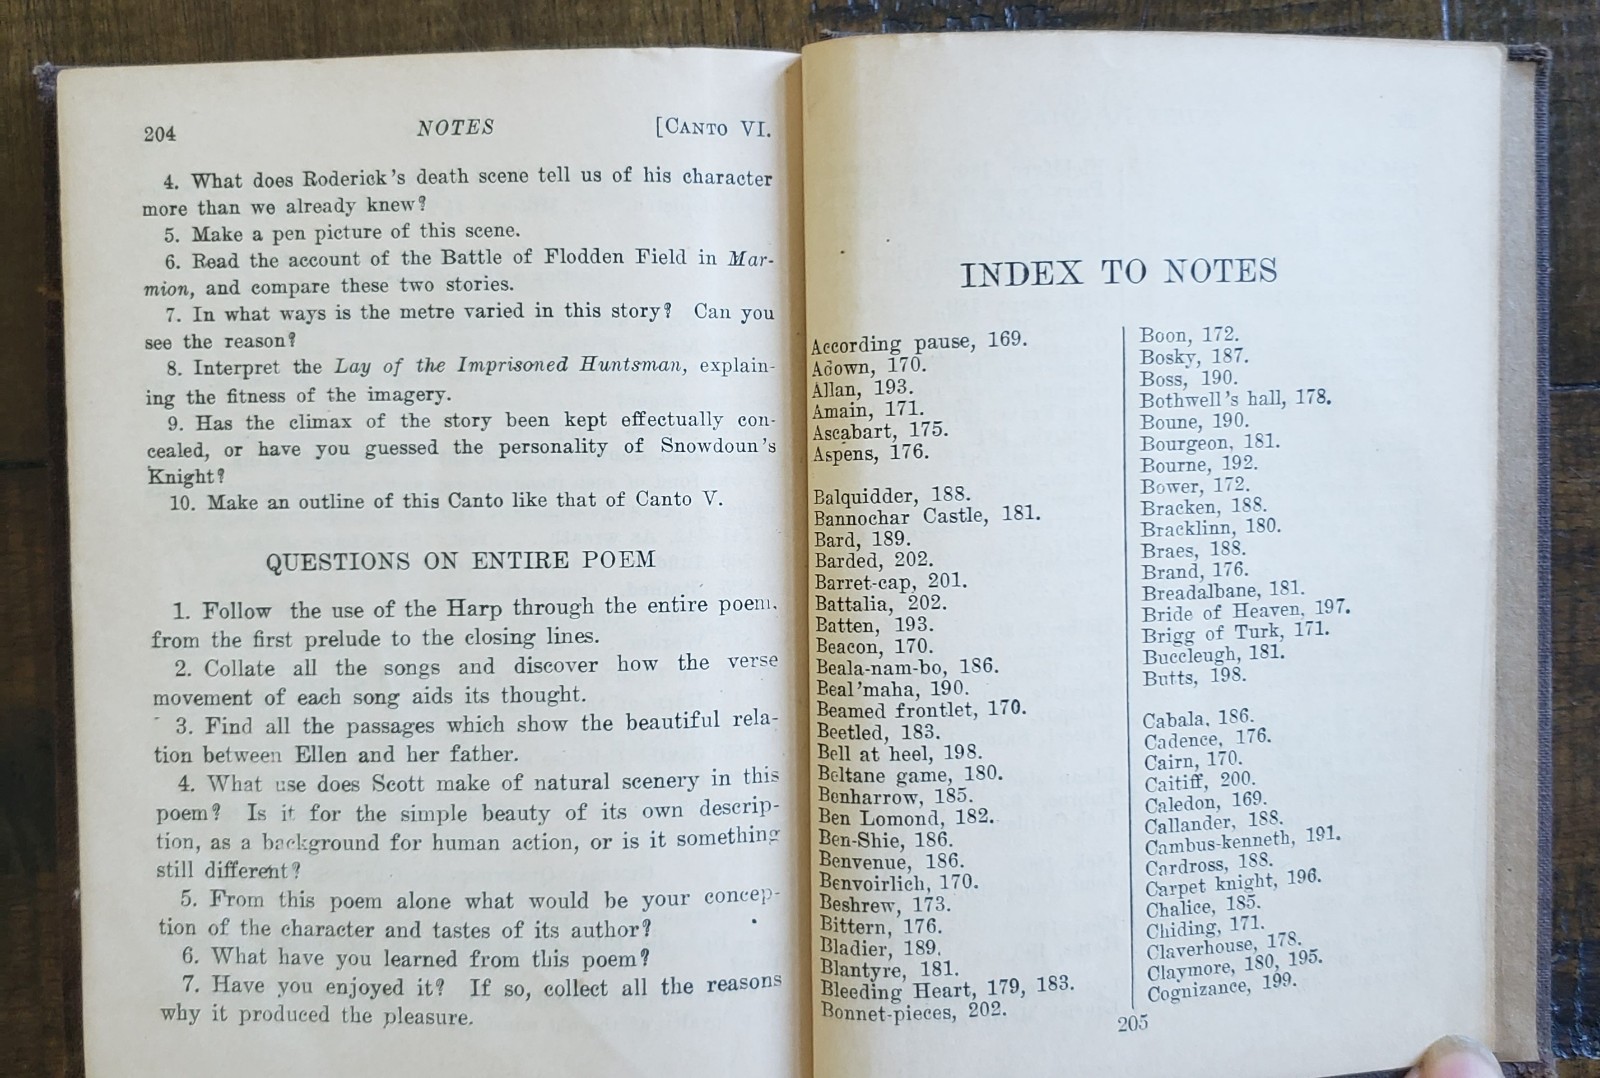 204 NOTES [CANTO VI.
4. What does Roderick's death scene tell us of his character
more than we already knew?
5. Make a pen picture of this scene.
6. Read the account of the Battle of Flodden Field in Mar-
mion, and compare these two stories.
7. In what ways is the metre varied in this story? Can you
see the reason?
8. Interpret the Lay of the Imprisoned Huntsman, explain-
ing the fitness of the imagery.
9. Has the climax of the story been kept effectually con-
cealed, or have you guessed the personality of Snowdoun's
Knight?
10. Make an outline of this Canto like that of Canto V.
QUESTIONS ON ENTIRE POEM
1. Follow the use of the Harp through the entire poem,
from the first prelude to the closing lines.
2. Collate all the songs and discover how the verse
movement of each song aids its thought.
3. Find all the passages which show the beautiful rela-
tion between Ellen and her father.
4. What use does Scott make of natural scenery in this
poem? Is it for the simple beauty of its own descrip-
tion, as a background for human action, or is it something
still different?
5. From this poem alone what would be your concep-
tion of the character and tastes of its author?
6. What have you learned from this poem?
7. Have you enjoyed it? If so, collect all the reasons
why it produced the pleasure.
INDEX TO NOTES
According pause, 169.
Adown, 170.
Allan, 193.
Amain, 171.
Ascabart, 175.
Aspens, 176.
Balquidder, 188.
Bannochar Castle, 181.
Bard, 189.
Barded, 202.
Barret-cap, 201.
Battalia, 202.
Batten, 193.
Beacon, 170.
Beala-nam-bo, 186.
Beal'maha, 190.
Beamed frontlet, 170.
Beetled, 183.
Bell at heel, 198.
Beltane game, 180.
Benharrow, 185.
Ben Lomond, 182.
Ben-Shie, 186.
Benvenue, 186.
Benvoirlich, 170.
Beshrew, 173.
Bittern, 176.
Bladier, 189.
Blantyre, 181.
Bleeding Heart, 179, 183.
Bonnet-pieces, 202.
Boon, 172.
Bosky, 187.
Boss, 190.
Bothwell's hall, 178.
Boune, 190.
Bourgeon, 181.
Bourne, 192.
Bower, 172.
Bracken, 188.
Bracklinn, 180.
Braes, 188.
Brand, 176.
Breadalbane, 181.
Bride of Heaven, 197.
Brigg of Turk, 171.
Buccleugh, 181.
Butts, 198.
Cabala, 186.
Cadence, 176.
Cairn, 170.
Caitiff, 200.
Caledon, 169.
Callander, 188.
Cambus-kenneth, 191.
Cardross, 188.
Carpet knight, 196.
Chalice, 185.
Chiding, 171.
Claverhouse, 178.
Claymore, 180, 195.
Cognizance, 199.
205